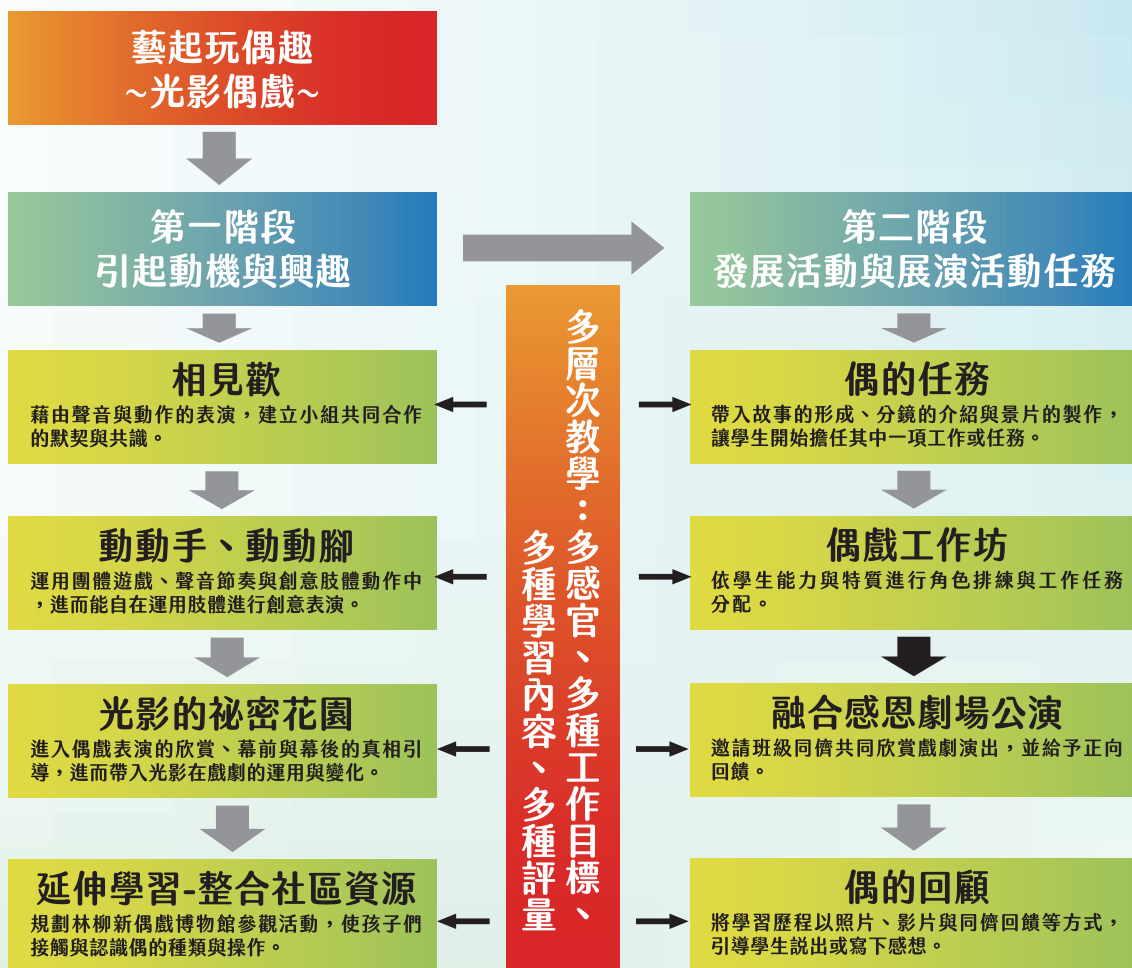 藝起玩偶趣
~光影偶戲~
第一階段
引起動機與興趣
相見歡
藉由聲音與動作的表演，建立小組共同合作
的默契與共識。
動動手、動動腳
運用團體遊戲、聲音節奏與創意肢體動作中
，進而能自在運用肢體進行創意表演。
光影的祕密花園
進入偶戲表演的欣賞、幕前與幕後的真相引
導，進而帶入光影在戲劇的運用與變化。
延伸學習-整合社區資源
規劃林柳新偶戲博物館參觀活動，使孩子們
接觸與認識偶的種類與操作。
多層次教學：多感官、多種工作目標、
多種學習內容、多種評量
第二階段
發展活動與展演活動任務
偶的任務
帶入故事的形成、分鏡的介紹與景片的製作，
讓學生開始擔任其中一項工作或任務。
偶戲工作坊
依學生能力與特質進行角色排練與工作任務
分配。
融合感恩劇場公演
邀請班級同儕共同欣賞戲劇演出，並給予正向
回饋。
偶的回顧
將學習歷程以照片、影片與同儕回饋等方式，
引導學生説出或寫下感想。